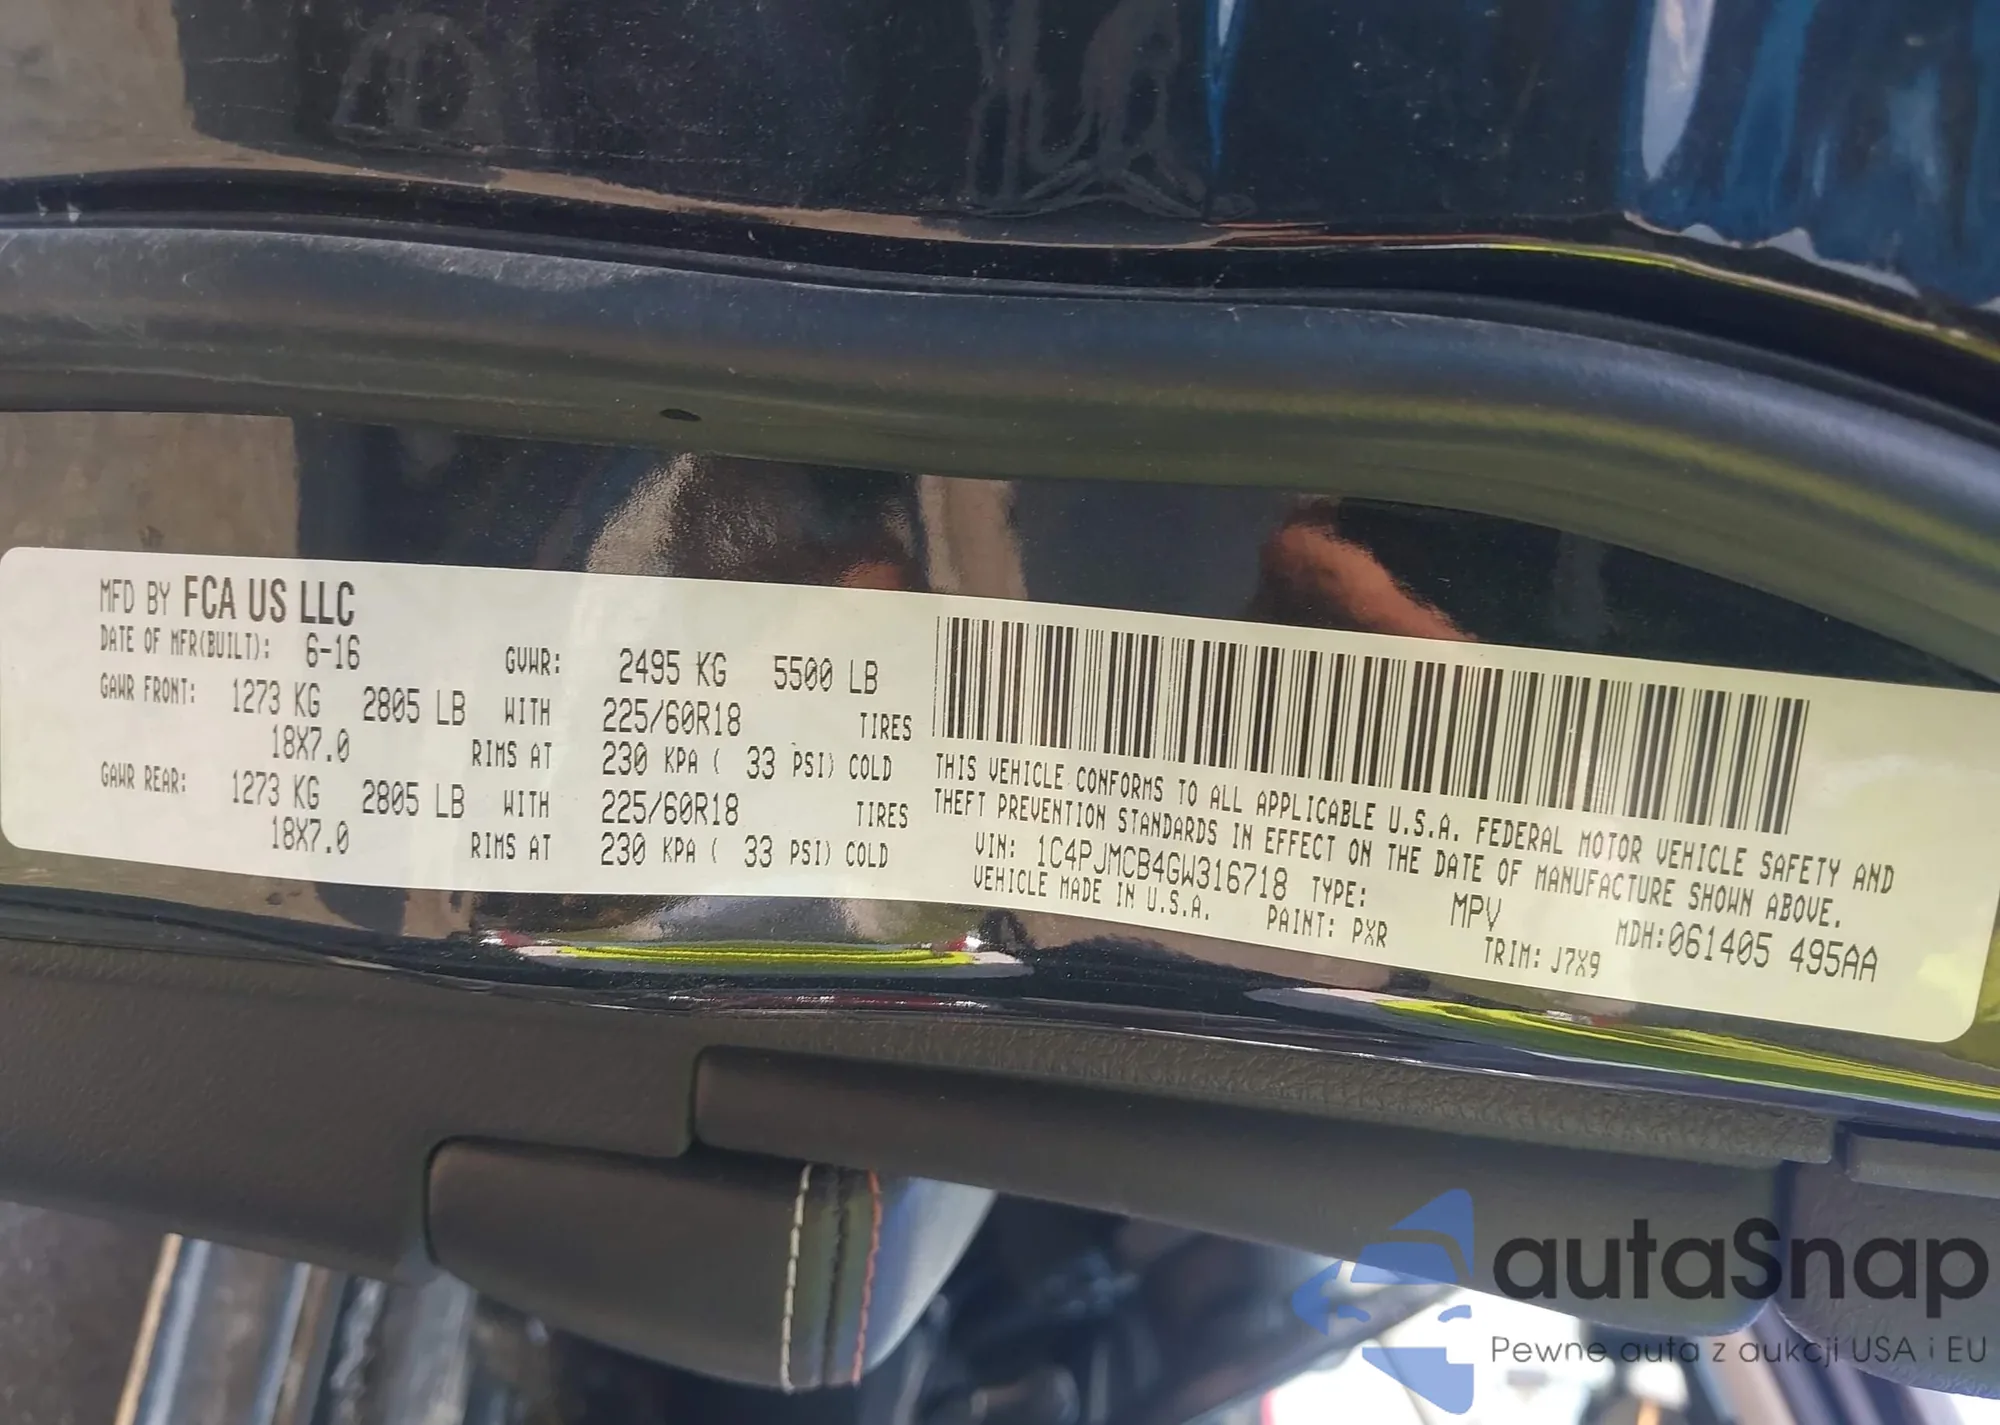 MFD BY FCA US LLC
DATE OF MFR(BUILT): 6-16 GVWR: 2495 KG 5500 LB
GAWR FRONT: 1273 KG 2805 LB WITH 225/60R18 TIRES
18X7.0 RIMS AT 230 KPA ( 33 PSI) COLD
GAWR REAR: 1273 KG 2805 LB WITH 225/60R18 TIRES
18X7.0 RIMS AT 230 KPA ( 33 PSI) COLD
THIS VEHICLE CONFORMS TO ALL APPLICABLE U.S.A. FEDERAL MOTOR VEHICLE SAFETY AND
THEFT PREVENTION STANDARDS IN EFFECT ON THE DATE OF MANUFACTURE SHOWN ABOVE.
VIN: 1C4PJMCB4GW316718 TYPE: MPV MDH:061405 495AA
VEHICLE MADE IN U.S.A. PAINT: PXR TRIM: J7X9
autaSnap
Pewne auta z aukcji USA i EU